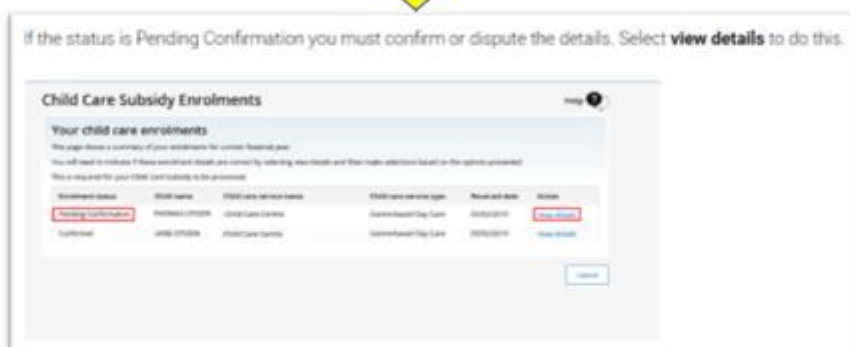 If the status is Pending Confirmation you must confirm or dispute the details. Select view details to do this.
Child Care Subsidy Enrolments Help ?
Your child care enrolments
This page shows a summary of your enrolments for current financial year.
You will need to indicate if these enrolment details are correct by selecting view details and then make selections based on the options presented.
This is required for your Child Care Subsidy to be processed.
Enrolment status Child name Child care service name Child care service type Received date Action
Pending Confirmation CITIZEN Child Care Centre Centre Based Day Care View details
Confirmed JANE CITIZEN Child Care Centre Centre Based Day Care View details
Cancel